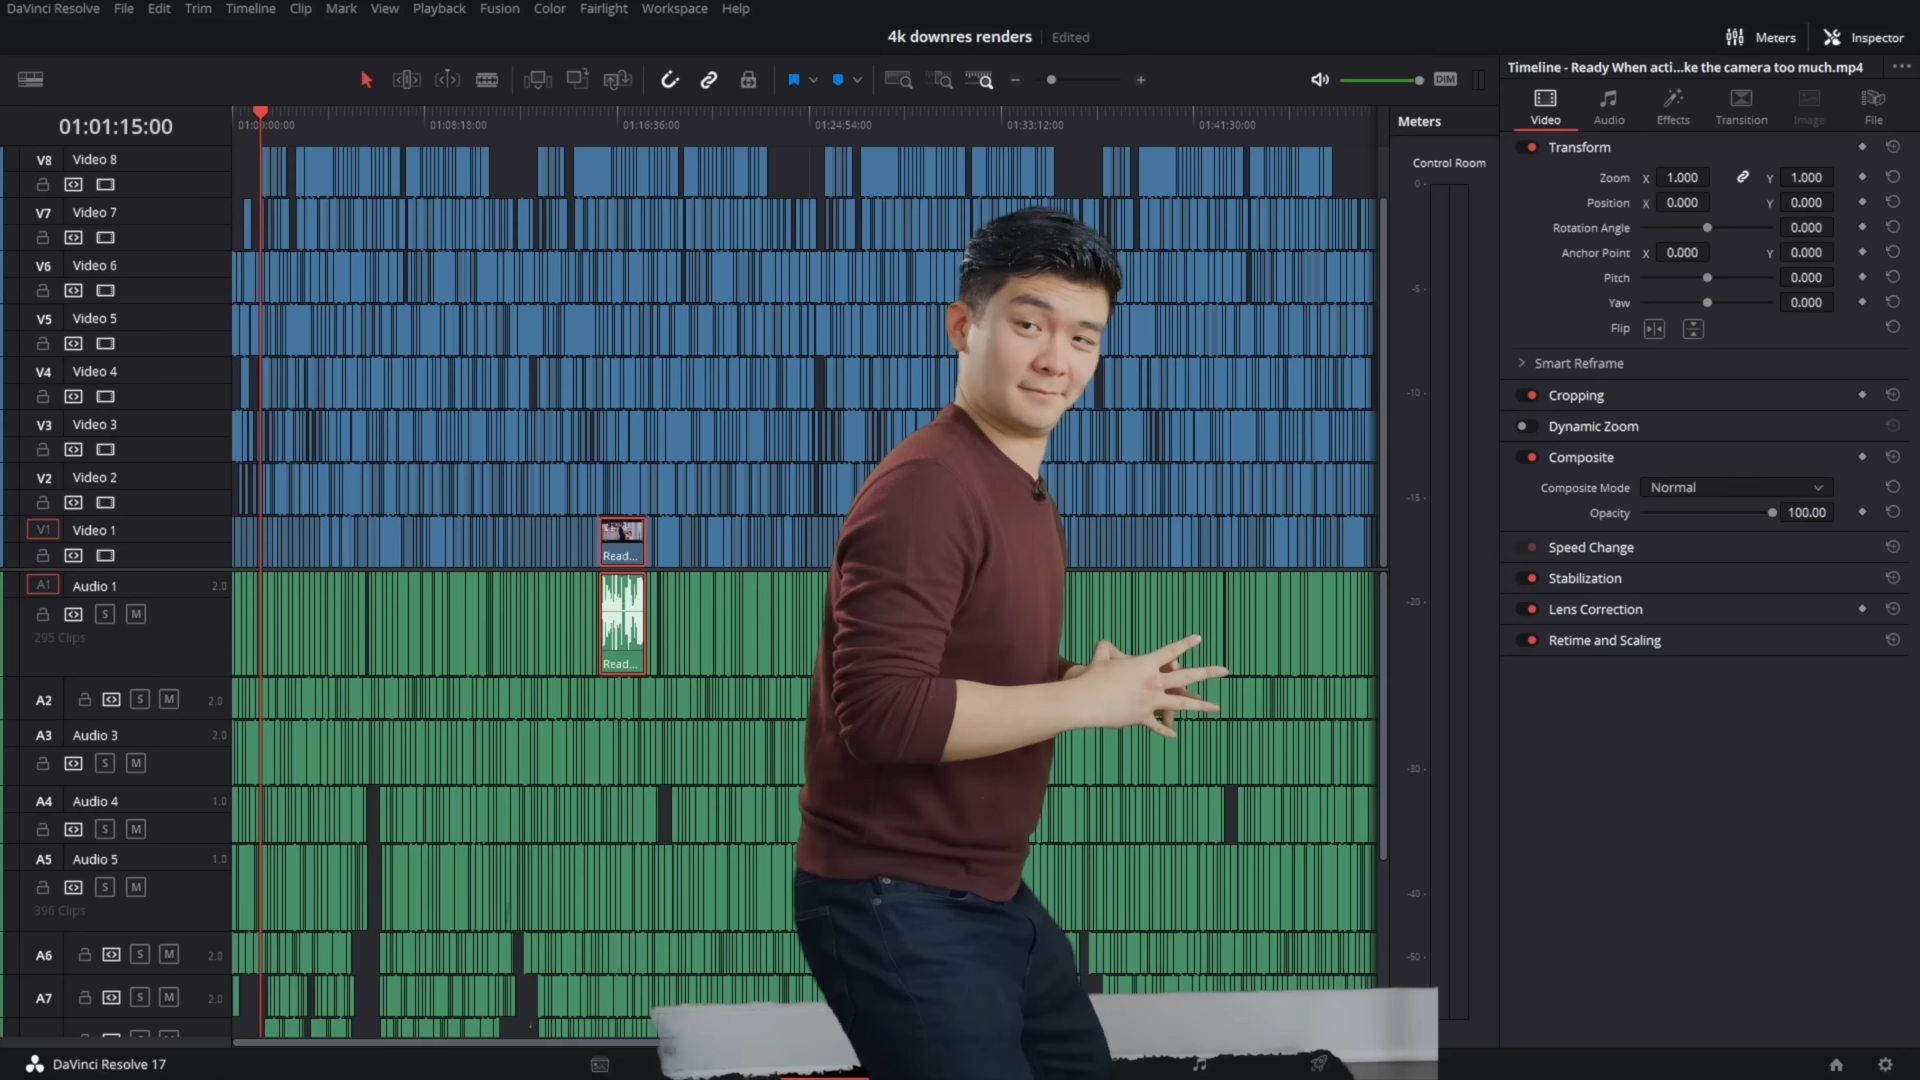 DaVinci Resolve File Edit Trim Timeline Clip Mark View Playback Fusion Color Fairlight Workspace Help
4k downres renders Edited
Meters Inspector
DIM
Timeline - Ready When acti...ke the camera too much.mp4
Video Audio Effects Transition Image File
01:01:15:00
01:00:00:00 01:08:18:00 01:16:36:00 01:24:54:00 01:33:12:00 01:41:30:00
Meters
Control Room
0
-5
-10
-15
-20
-30
-40
-50
V8 Video 8
V7 Video 7
V6 Video 6
V5 Video 5
V4 Video 4
V3 Video 3
V2 Video 2
V1 Video 1
Read...
A1 Audio 1 2.0
S M
295 Clips
Read...
A2 S M 2.0
A3 Audio 3 2.0
S M
A4 Audio 4 1.0
S M
A5 Audio 5 1.0
S M
396 Clips
A6 S M 2.0
A7 S M 2.0
Transform
Zoom X 1.000 Y 1.000
Position X 0.000 Y 0.000
Rotation Angle 0.000
Anchor Point X 0.000 Y 0.000
Pitch 0.000
Yaw 0.000
Flip
Smart Reframe
Cropping
Dynamic Zoom
Composite
Composite Mode Normal
Opacity 100.00
Speed Change
Stabilization
Lens Correction
Retime and Scaling
DaVinci Resolve 17